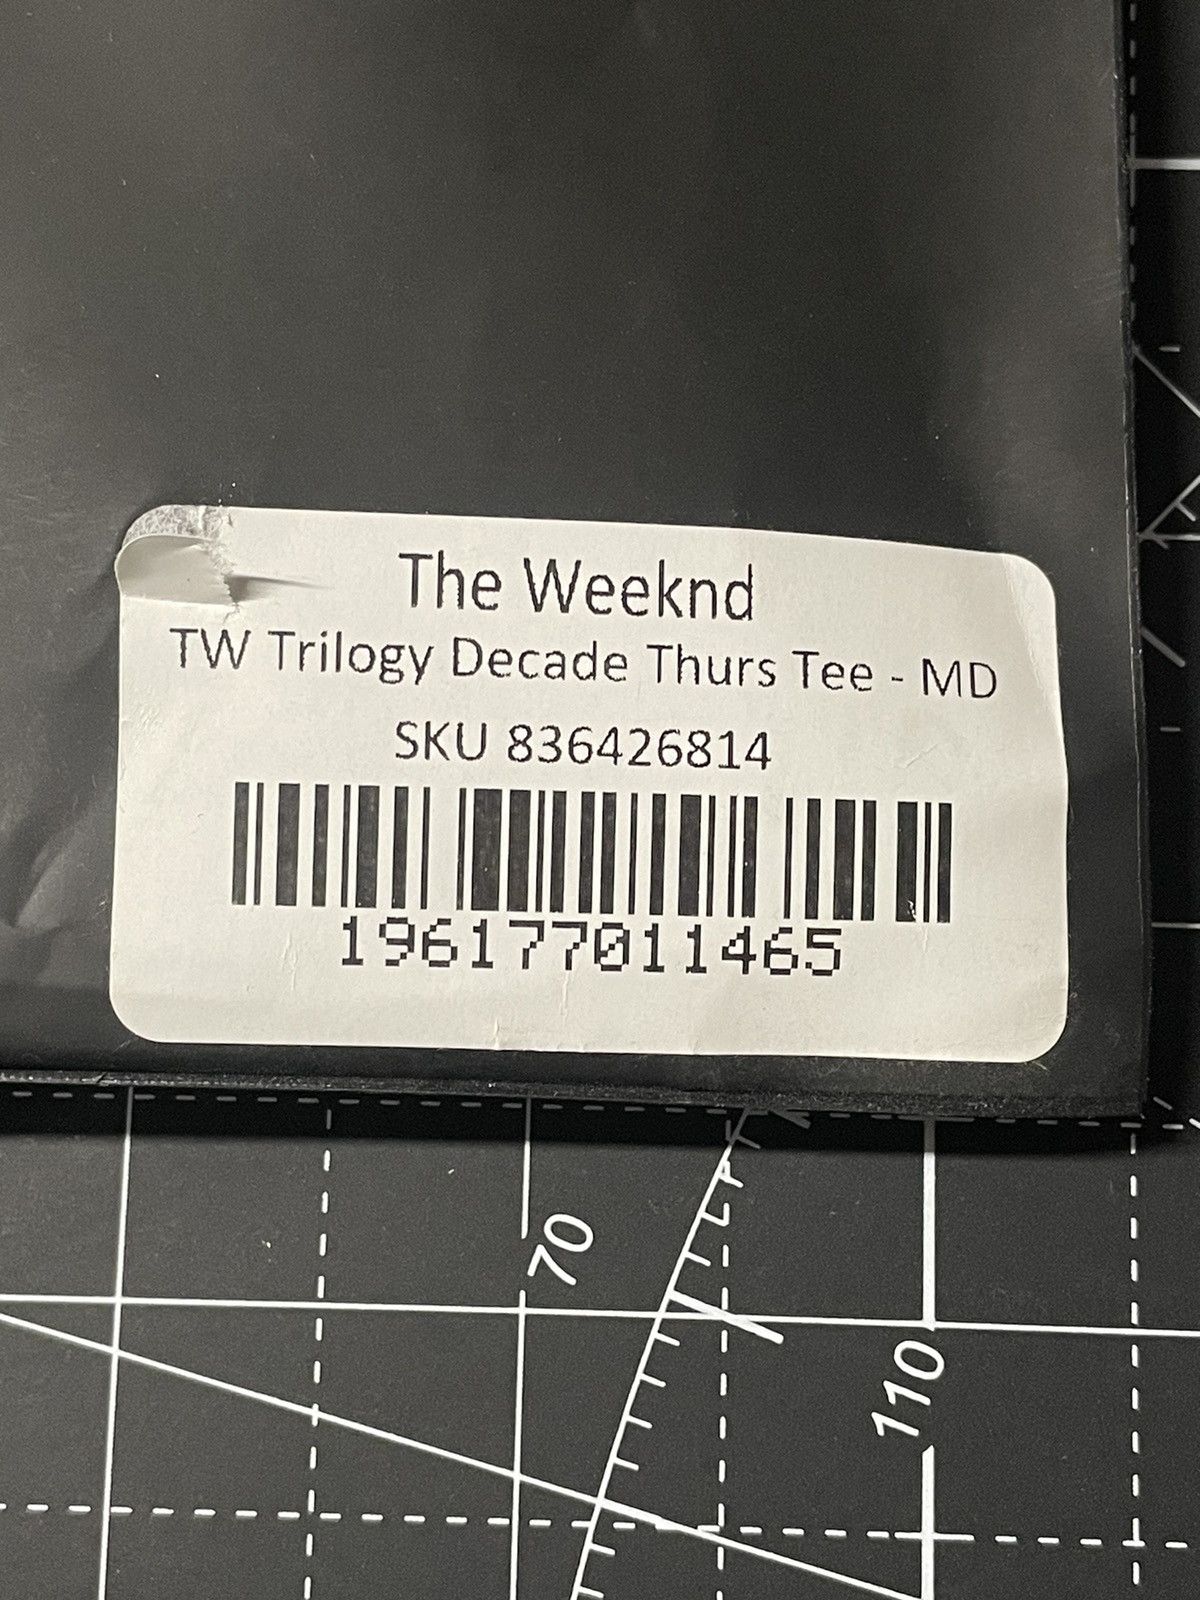 The Weeknd
TW Trilogy Decade Thurs Tee - MD
SKU 836426814
196177011465
70
110